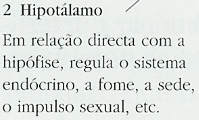 2 Hipotálamo
Em relação directa com a
hipófise, regula o sistema
endócrino, a fome, a sede,
o impulso sexual, etc.